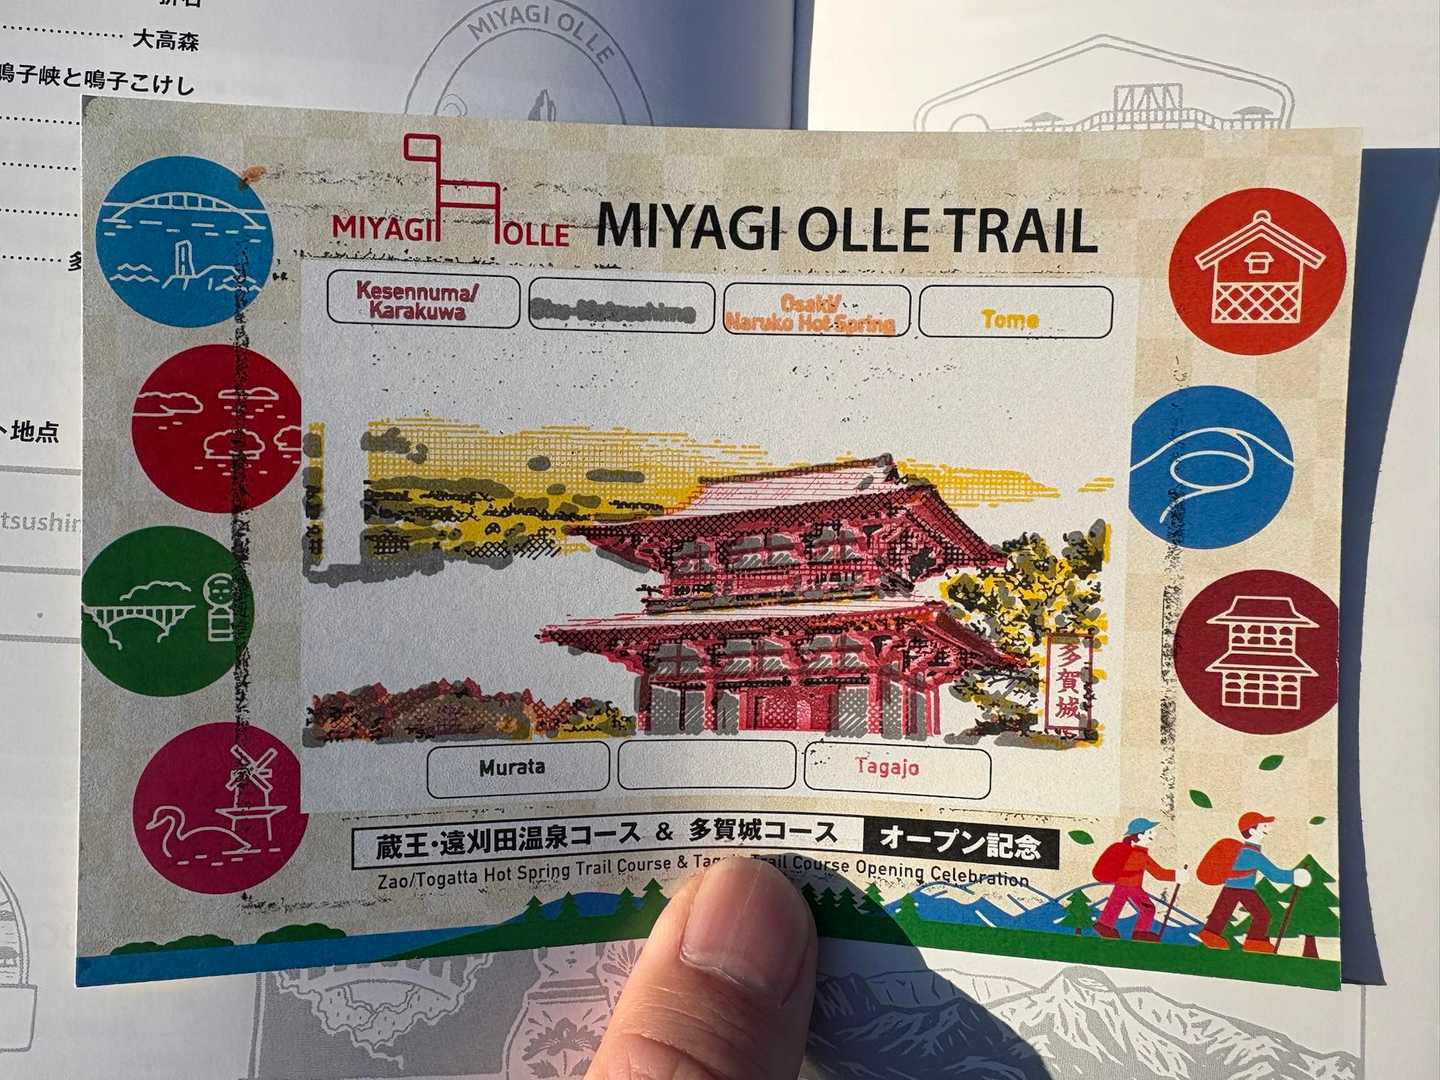 MIYAGI OLLE
大高森
鳴子峡と鳴子こけし
MIYAGI OLLE
MIYAGI OLLE TRAIL
Kesennuma/
Karakuwa
Osaki/
Naruko Hot Spring
Tome
ト地点
多賀城
Murata
Tagajo
蔵王・遠刈田温泉コース & 多賀城コース オープン記念
Zao/Togatta Hot Spring Trail Course & Trail Course Opening Celebration